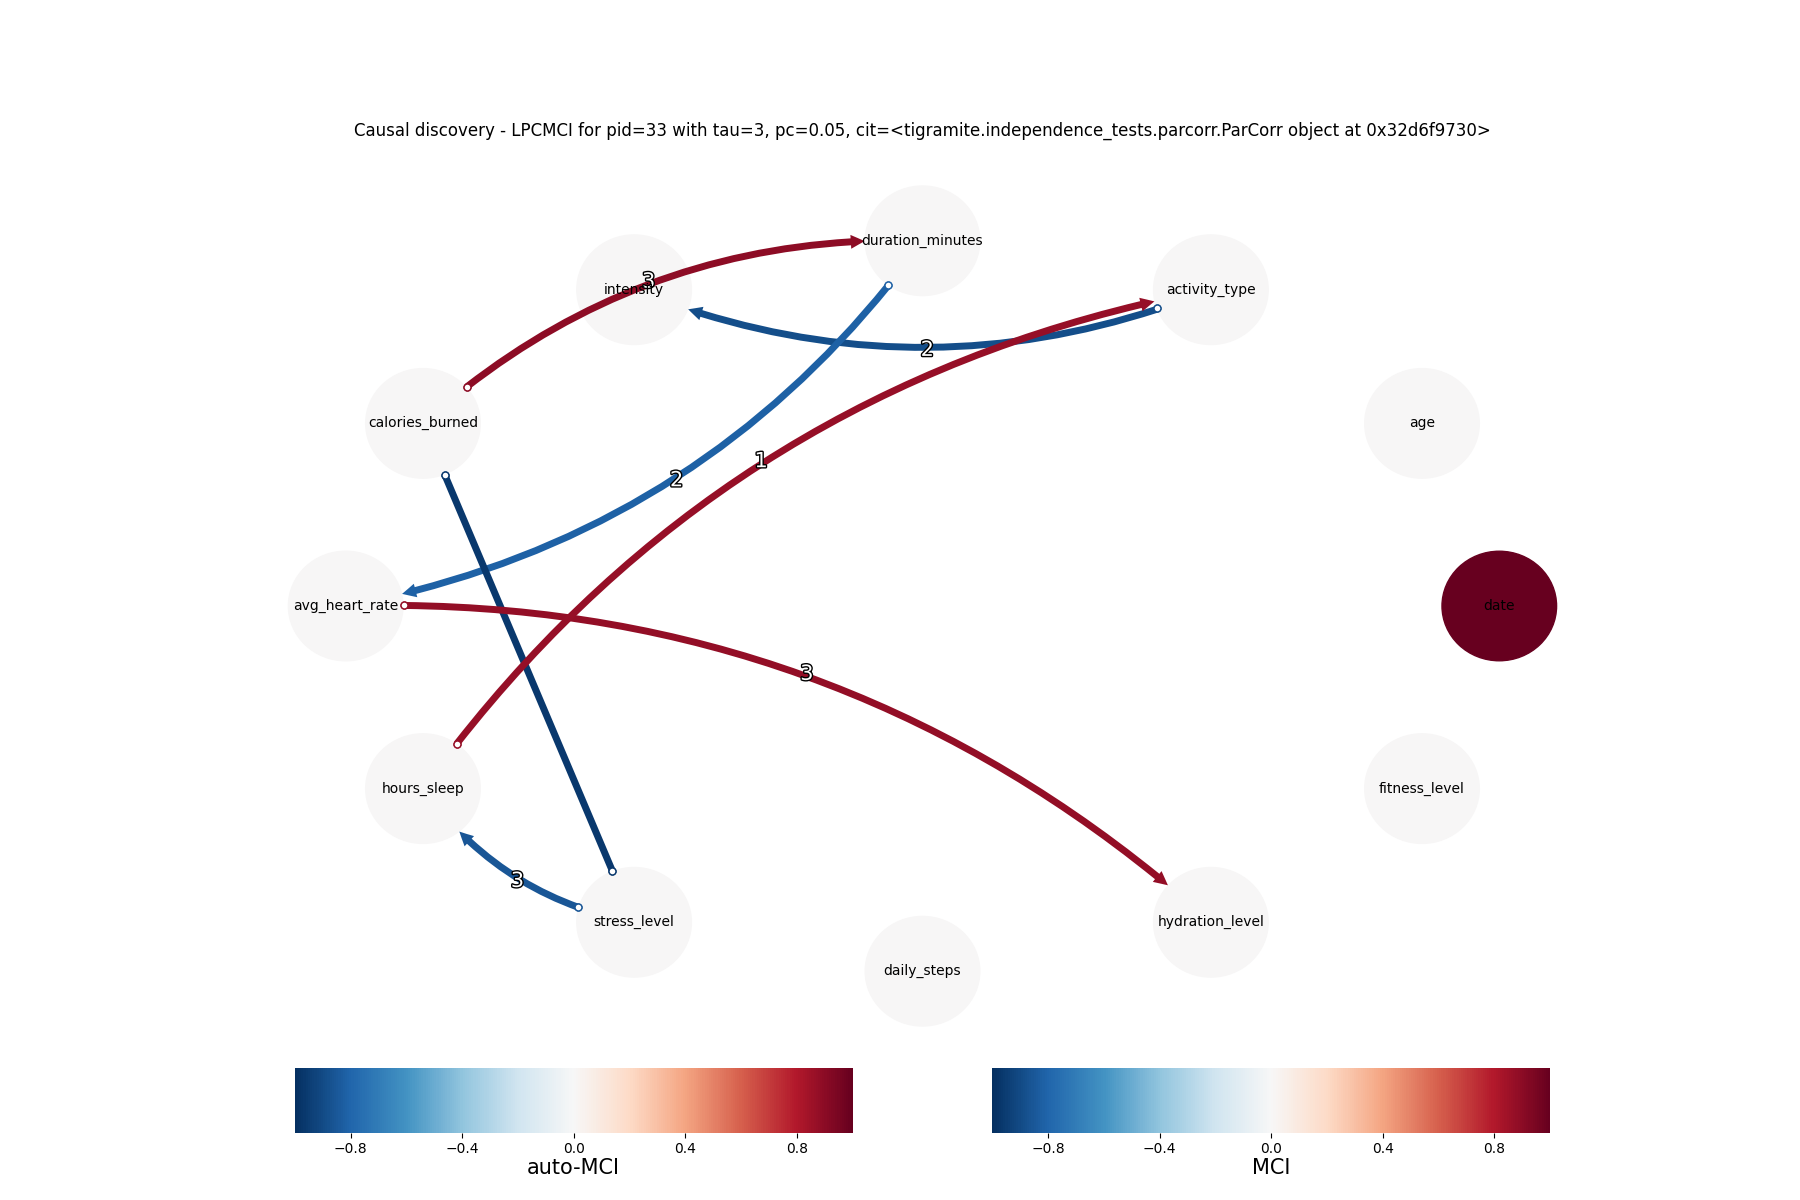 Causal discovery - LPCMCI for pid=33 with tau=3, pc=0.05, cit=<tigramite.independence_tests.parcorr.ParCorr object at 0x32d6f9730>
duration_minutes
3
intensity
activity_type
2
calories_burned
age
1
2
avg_heart_rate
date
3
hours_sleep
fitness_level
3
stress_level
hydration_level
daily_steps
−0.8 −0.4 0.0 0.4 0.8
auto-MCI
−0.8 −0.4 0.0 0.4 0.8
MCI